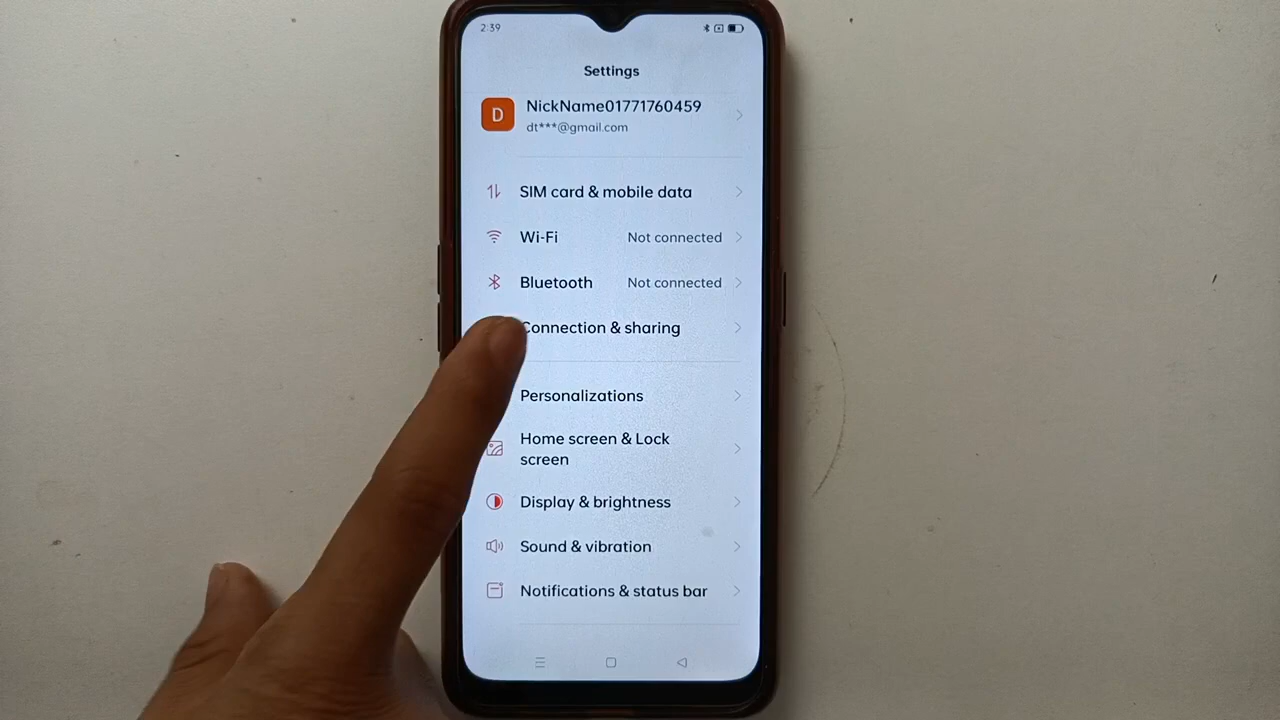 2:39
Settings
D
NickName01771760459
dt***@gmail.com
SIM card & mobile data
Wi-Fi Not connected
Bluetooth Not connected
Connection & sharing
Personalizations
Home screen & Lock
screen
Display & brightness
Sound & vibration
Notifications & status bar